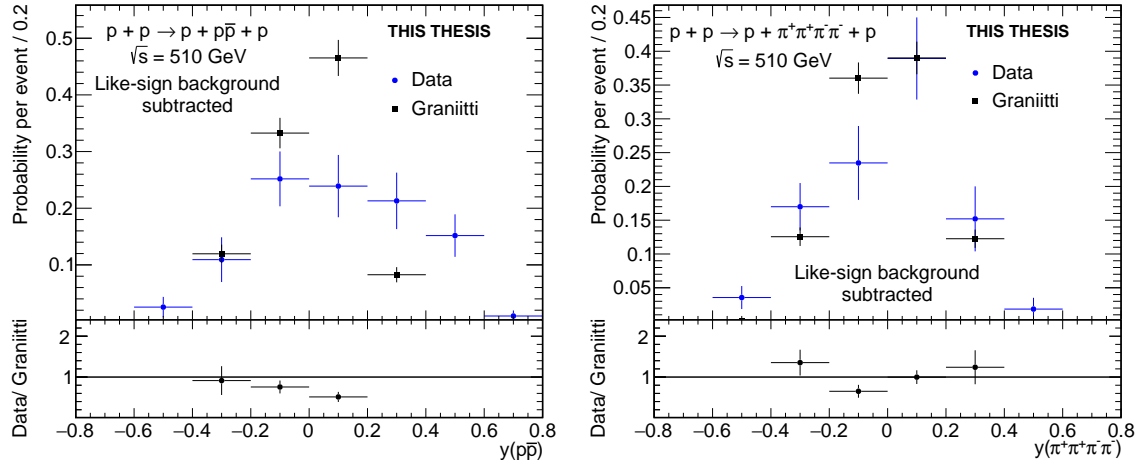 p + p → p + pp̅ + p
√s = 510 GeV
Like-sign background
subtracted
THIS THESIS
Data
Graniitti
Probability per event / 0.2
0.5
0.4
0.3
0.2
0.1
Data/ Graniitti
2
1
−0.8 −0.6 −0.4 −0.2 0 0.2 0.4 0.6 0.8
y(pp̅)
p + p → p + π⁺π⁺π⁻π⁻ + p
√s = 510 GeV
THIS THESIS
Data
Graniitti
Like-sign background
subtracted
Probability per event / 0.2
0.45
0.4
0.35
0.3
0.25
0.2
0.15
0.1
0.05
Data/ Graniitti
2
1
−0.8 −0.6 −0.4 −0.2 0 0.2 0.4 0.6 0.8
y(π⁺π⁺π⁻π⁻)